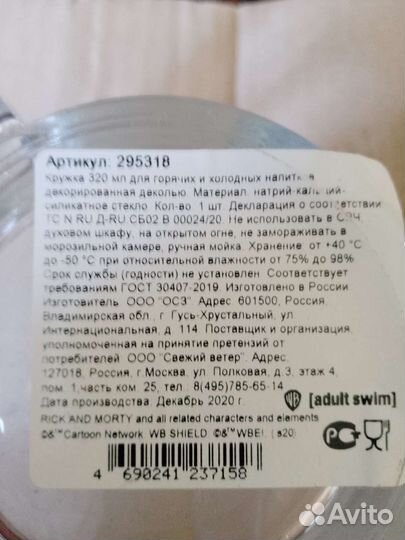 Артикул: 295318
Кружка 320 мл для горячих и холодных напитков
декорированная деколью. Материал: натрий-кальций-
силикатное стекло. Кол-во: 1 шт. Декларация о соответствии
ТС N RU Д-RU.СБ02.В.00024/20. Не использовать в СВЧ,
духовом шкафу, на открытом огне, не замораживать в
морозильной камере, ручная мойка. Хранение: от +40 °С
до -50 °С при относительной влажности от 75% до 98%.
Срок службы (годности) не установлен. Соответствует
требованиям ГОСТ 30407-2019. Изготовлено в России.
Изготовитель: ООО "ОСЗ". Адрес: 601500, Россия,
Владимирская обл., г. Гусь-Хрустальный, ул.
Интернациональная, д. 114. Поставщик и организация,
уполномоченная на принятие претензий от
потребителей: ООО "Свежий ветер". Адрес:
127018, Россия, г.Москва, ул. Полковая, д.3, этаж 4,
пом. 1,часть ком. 25, тел.: 8(495)785-65-14
Дата производства: Декабрь 2020 г.
WB [adult swim]
RICK AND MORTY and all related characters and elements
©&™Cartoon Network. WB SHIELD: ©&™WBEI. (s20)
РСТ
4 690241 237158
Avito